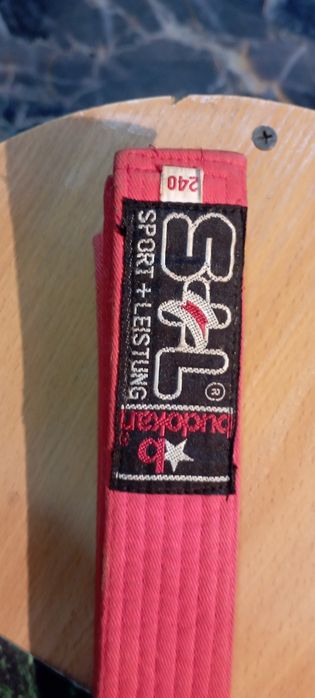 240
S+L
®
SPORT + LEISTUNG
budokan
b
®